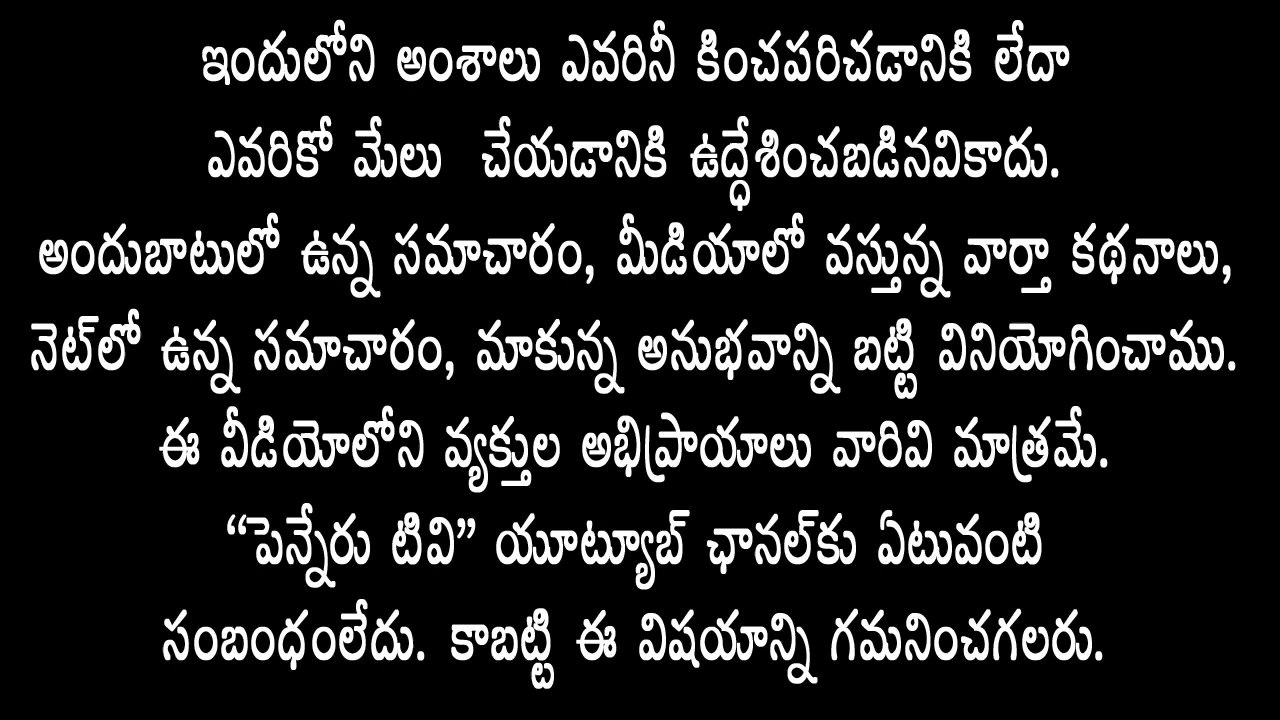 ఇందులోని అంశాలు ఎవరినీ కించపరిచడానికి లేదా
ఎవరికో మేలు చేయడానికి ఉద్ధేశించబడినవికాదు.
అందుబాటులో ఉన్న సమాచారం, మీడియాలో వస్తున్న వార్తా కథనాలు,
నెట్‌లో ఉన్న సమాచారం, మాకున్న అనుభవాన్ని బట్టి వినియోగించాము.
ఈ వీడియోలోని వ్యక్తుల అభిప్రాయాలు వారివి మాత్రమే.
“పెన్నేరు టివి” యూట్యూబ్ ఛానల్‌కు ఏటువంటి
సంబంధంలేదు. కాబట్టి ఈ విషయాన్ని గమనించగలరు.